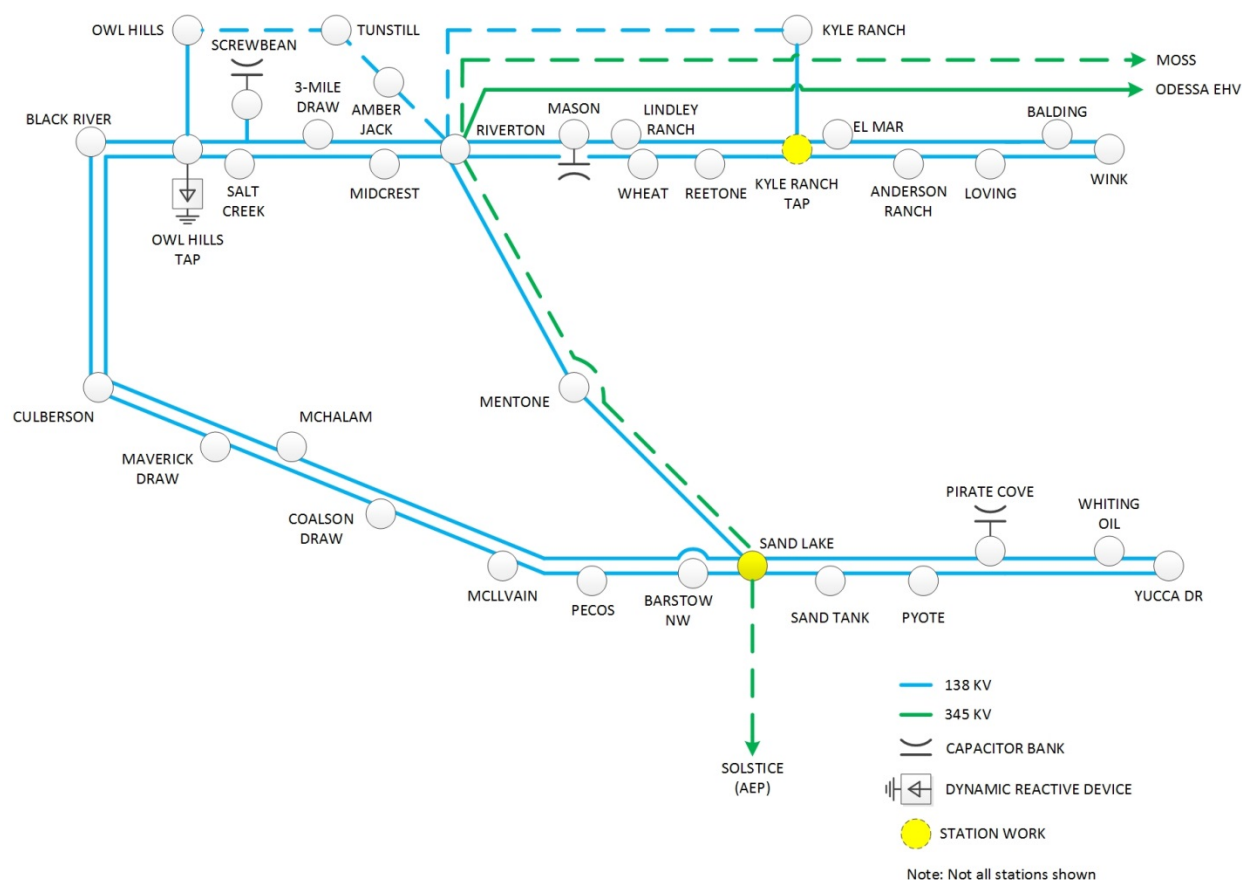 OWL HILLS
TUNSTILL
KYLE RANCH
SCREWBEAN
MOSS
3-MILE
DRAW
AMBER
JACK
ODESSA EHV
MASON
LINDLEY
RANCH
BALDING
BLACK RIVER
RIVERTON
EL MAR
SALT
CREEK
MIDCREST
WHEAT
REETONE
KYLE RANCH
TAP
ANDERSON
RANCH
LOVING
WINK
OWL HILLS
TAP
CULBERSON
MCHALAM
MENTONE
MAVERICK
DRAW
COALSON
DRAW
PIRATE COVE
WHITING
OIL
SAND LAKE
MCLLVAIN
PECOS
BARSTOW
NW
SAND TANK
PYOTE
YUCCA DR
138 KV
345 KV
CAPACITOR BANK
SOLSTICE
(AEP)
DYNAMIC REACTIVE DEVICE
STATION WORK
Note: Not all stations shown